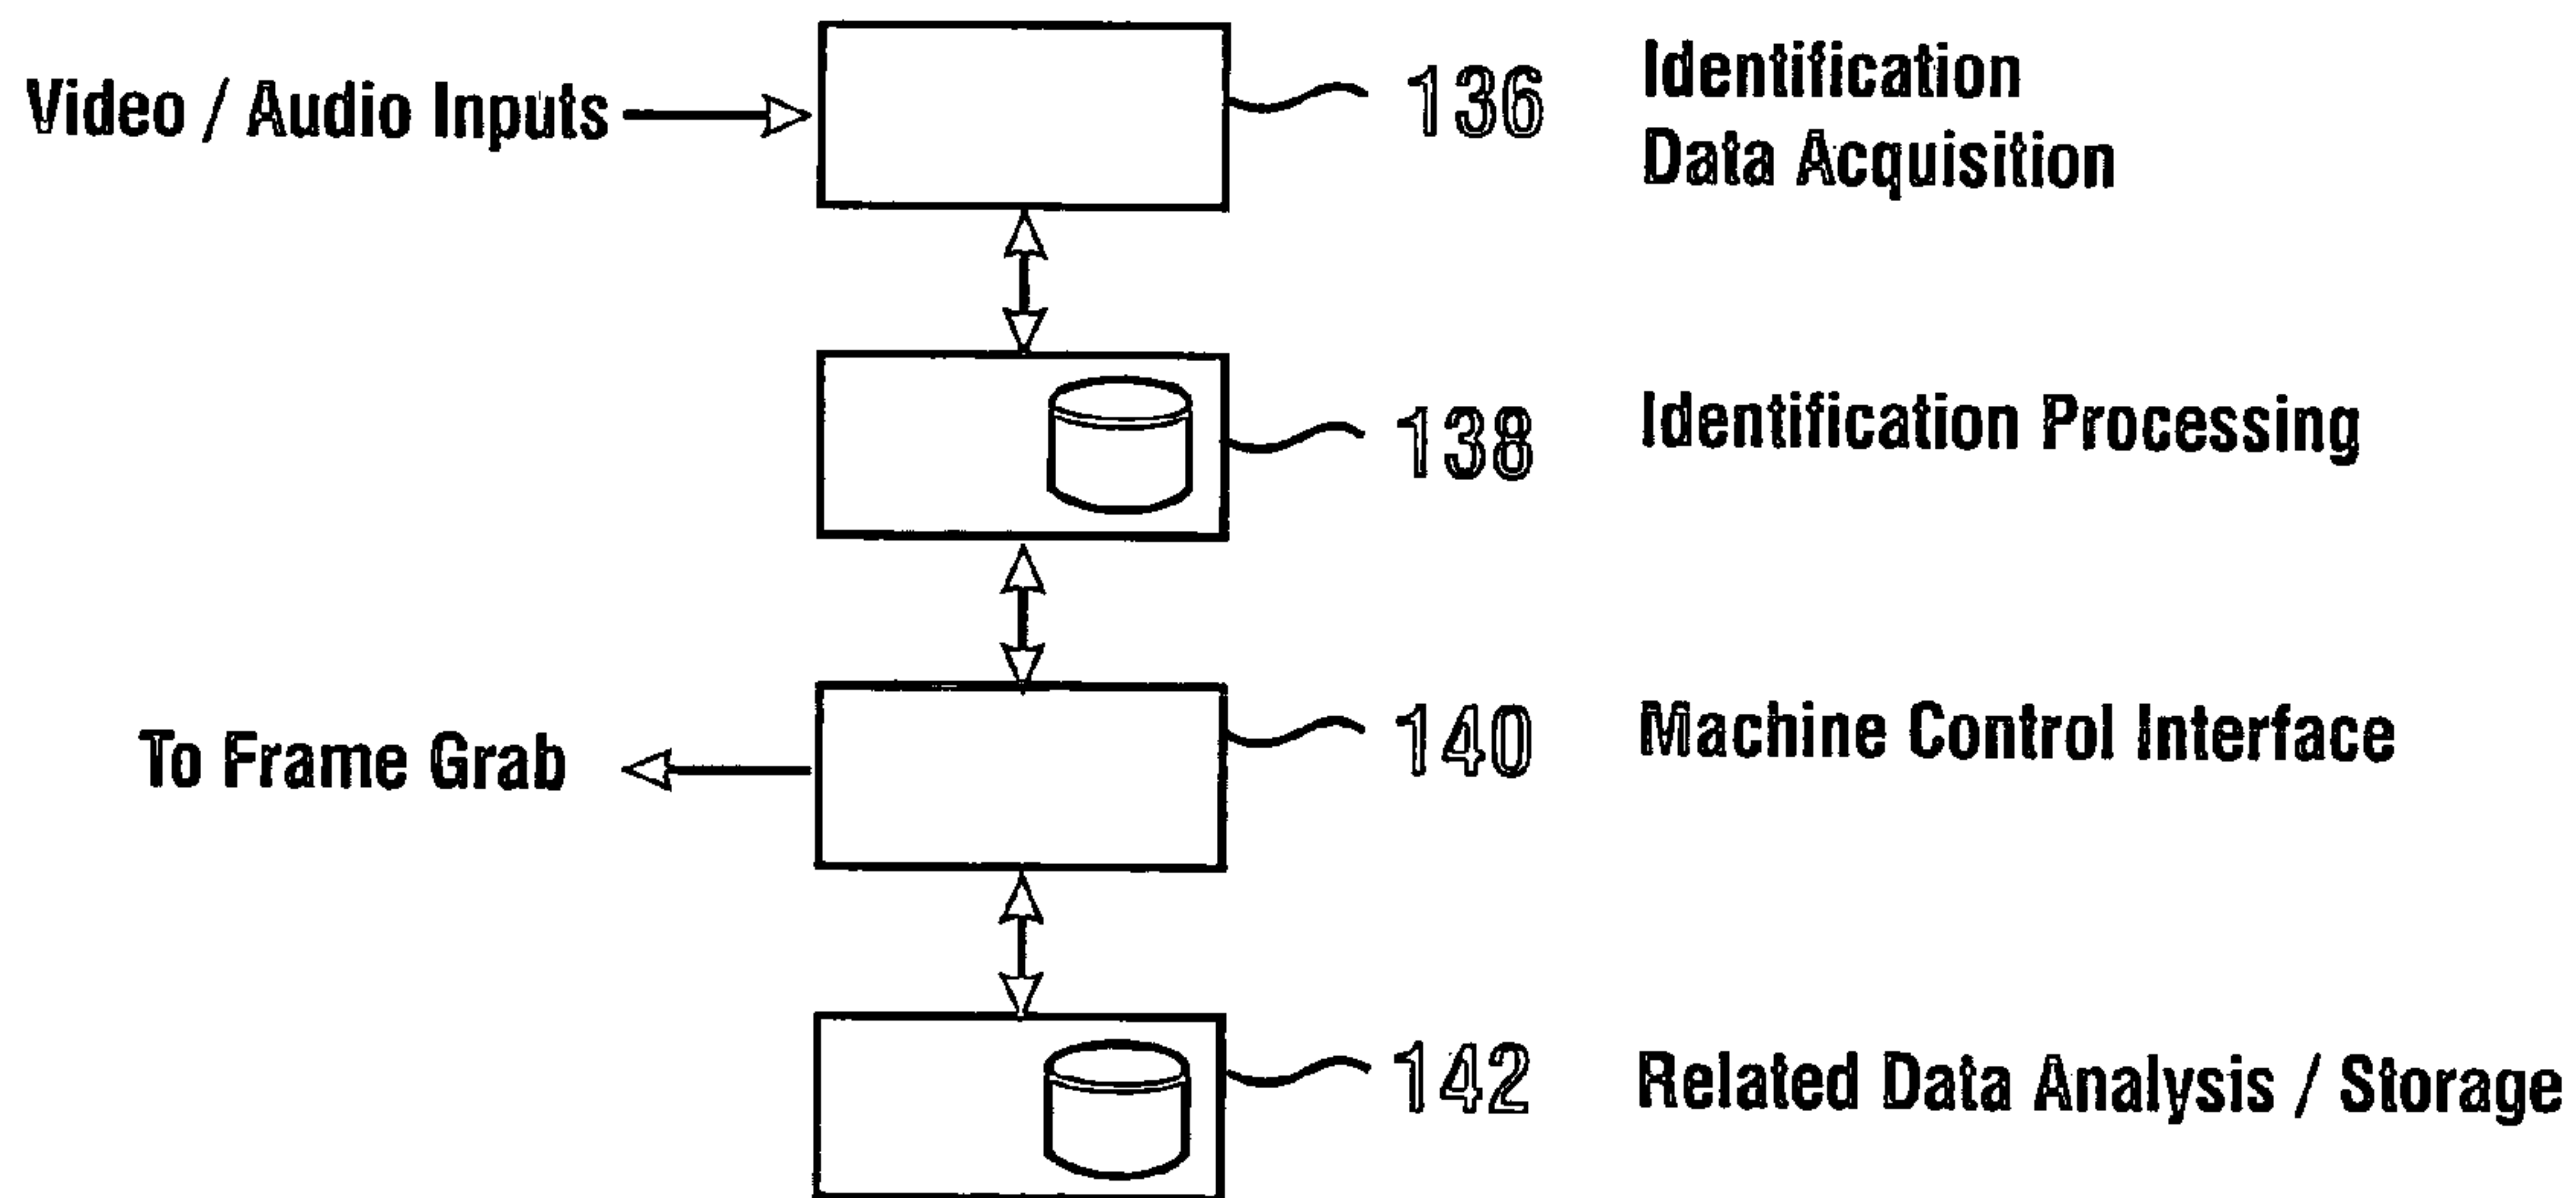 Video / Audio Inputs
136
Identification
Data Acquisition
138
Identification Processing
To Frame Grab
140
Machine Control Interface
142
Related Data Analysis / Storage